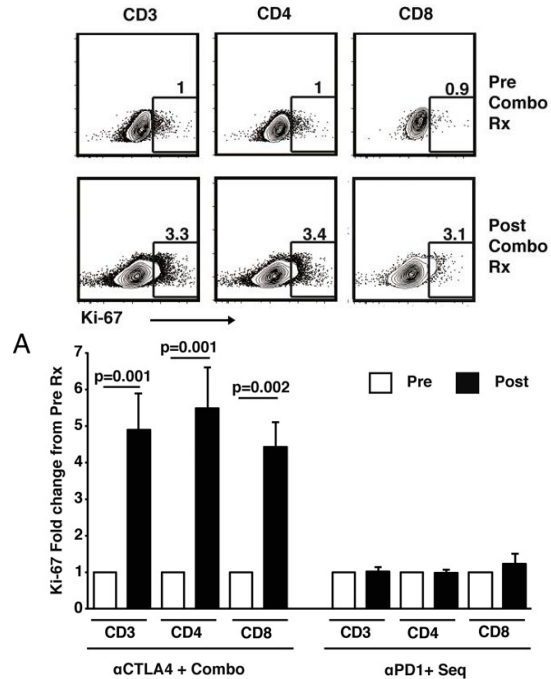 CD3 CD4 CD8
1 1 0.9
Pre
Combo
Rx
3.3 3.4 3.1
Post
Combo
Rx
Ki-67
A
Ki-67 Fold change from Pre Rx
7
6
5
4
3
2
1
0
p=0.001
p=0.001
p=0.002
Pre Post
CD3 CD4 CD8 CD3 CD4 CD8
αCTLA4 + Combo αPD1+ Seq